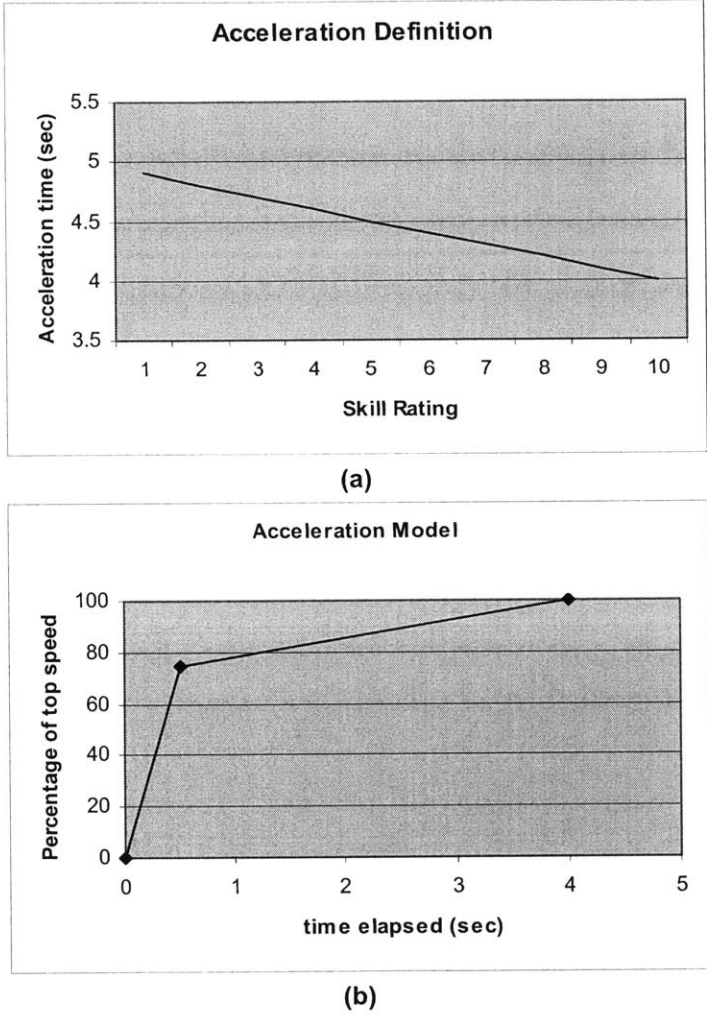 Acceleration Definition
Acceleration time (sec)
5.5
5
4.5
4
3.5
1 2 3 4 5 6 7 8 9 10
Skill Rating
(a)
Acceleration Model
Percentage of top speed
100
80
60
40
20
0
0 1 2 3 4 5
time elapsed (sec)
(b)